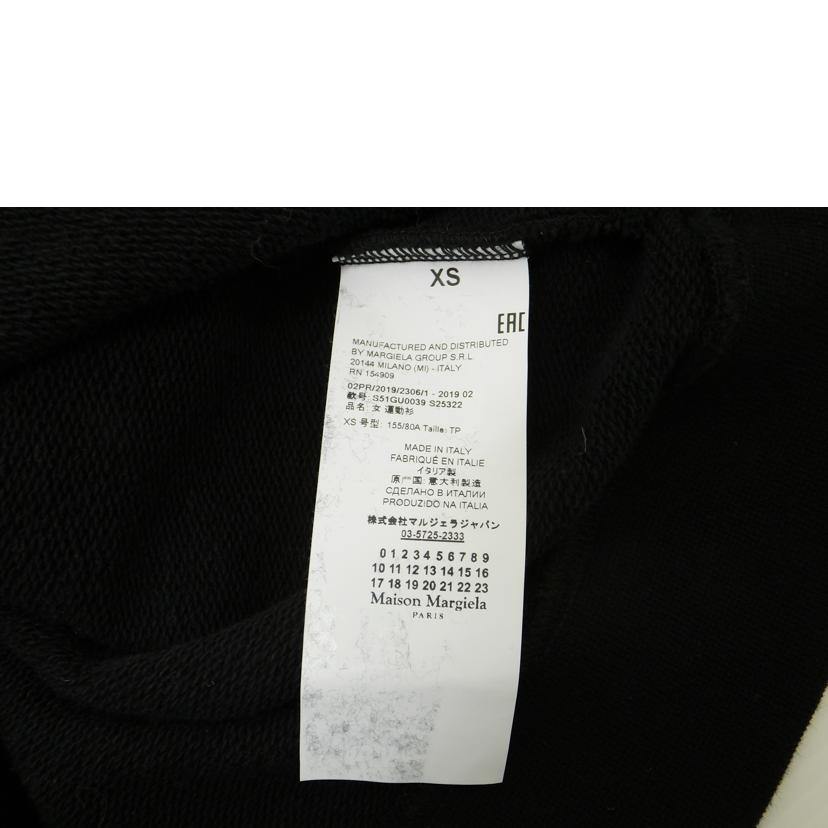 XS
EAC
MANUFACTURED AND DISTRIBUTED
BY MARGIELA GROUP S.R.L.
20144 MILANO (MI) - ITALY
RN 154909
02PR/2019/2306/1 - 2019 02
款号: S51GU0039 S25322
品名: 女 運動衫
XS 号型: 155/80A Taille: TP
MADE IN ITALY
FABRIQUÉ EN ITALIE
イタリア製
原产国: 意大利製造
СДЕЛАНО В ИТАЛИИ
PRODUZIDO NA ITALIA
株式会社マルジェラジャパン
03-5725-2333
0 1 2 3 4 5 6 7 8 9
10 11 12 13 14 15 16
17 18 19 20 21 22 23
Maison Margiela
PARIS